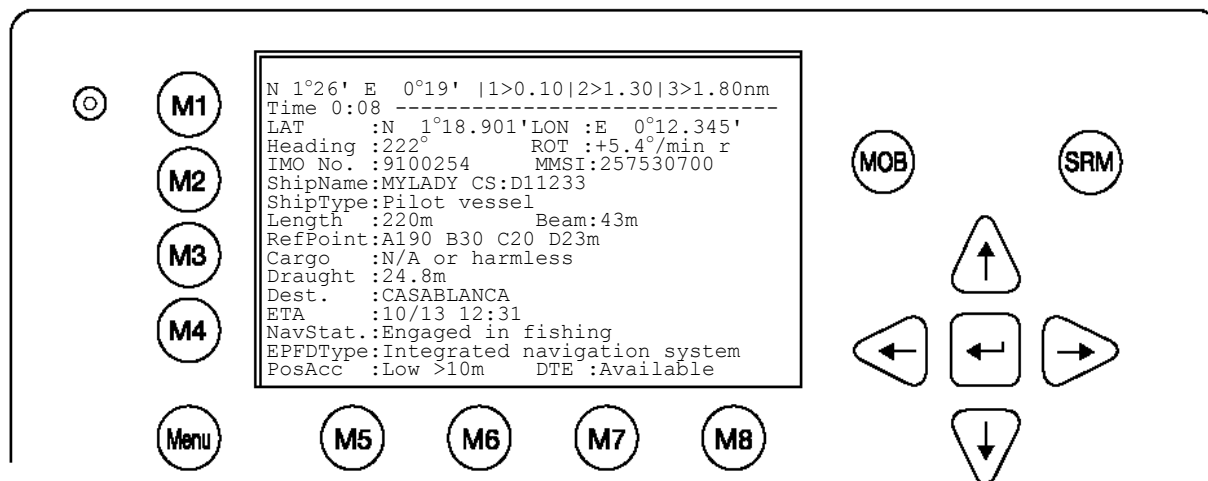 N 1°26' E  0°19' |1>0.10|2>1.30|3>1.80nm
Time 0:08 ------------------------------
LAT :N 1°18.901'LON :E 0°12.345'
Heading :222° ROT :+5.4°/min r
IMO No. :9100254 MMSI:257530700
ShipName:MYLADY CS:D11233
ShipType:Pilot vessel
Length :220m Beam:43m
RefPoint:A190 B30 C20 D23m
Cargo :N/A or harmless
Draught :24.8m
Dest. :CASABLANCA
ETA :10/13 12:31
NavStat.:Engaged in fishing
EPFDType:Integrated navigation system
PosAcc :Low >10m DTE :Available
M1
M2
M3
M4
Menu
M5
M6
M7
M8
MOB
SRM